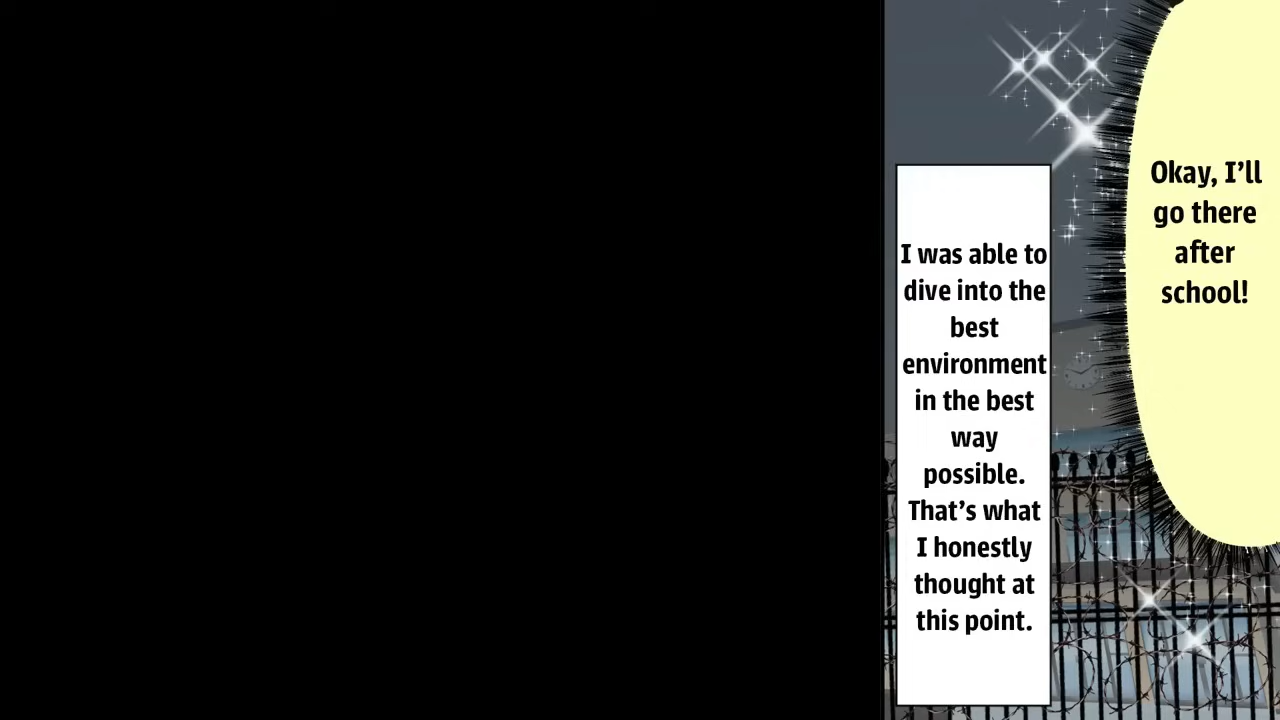 Okay, I'll
go there
after
school!
I was able to
dive into the
best
environment
in the best
way
possible.
That's what
I honestly
thought at
this point.